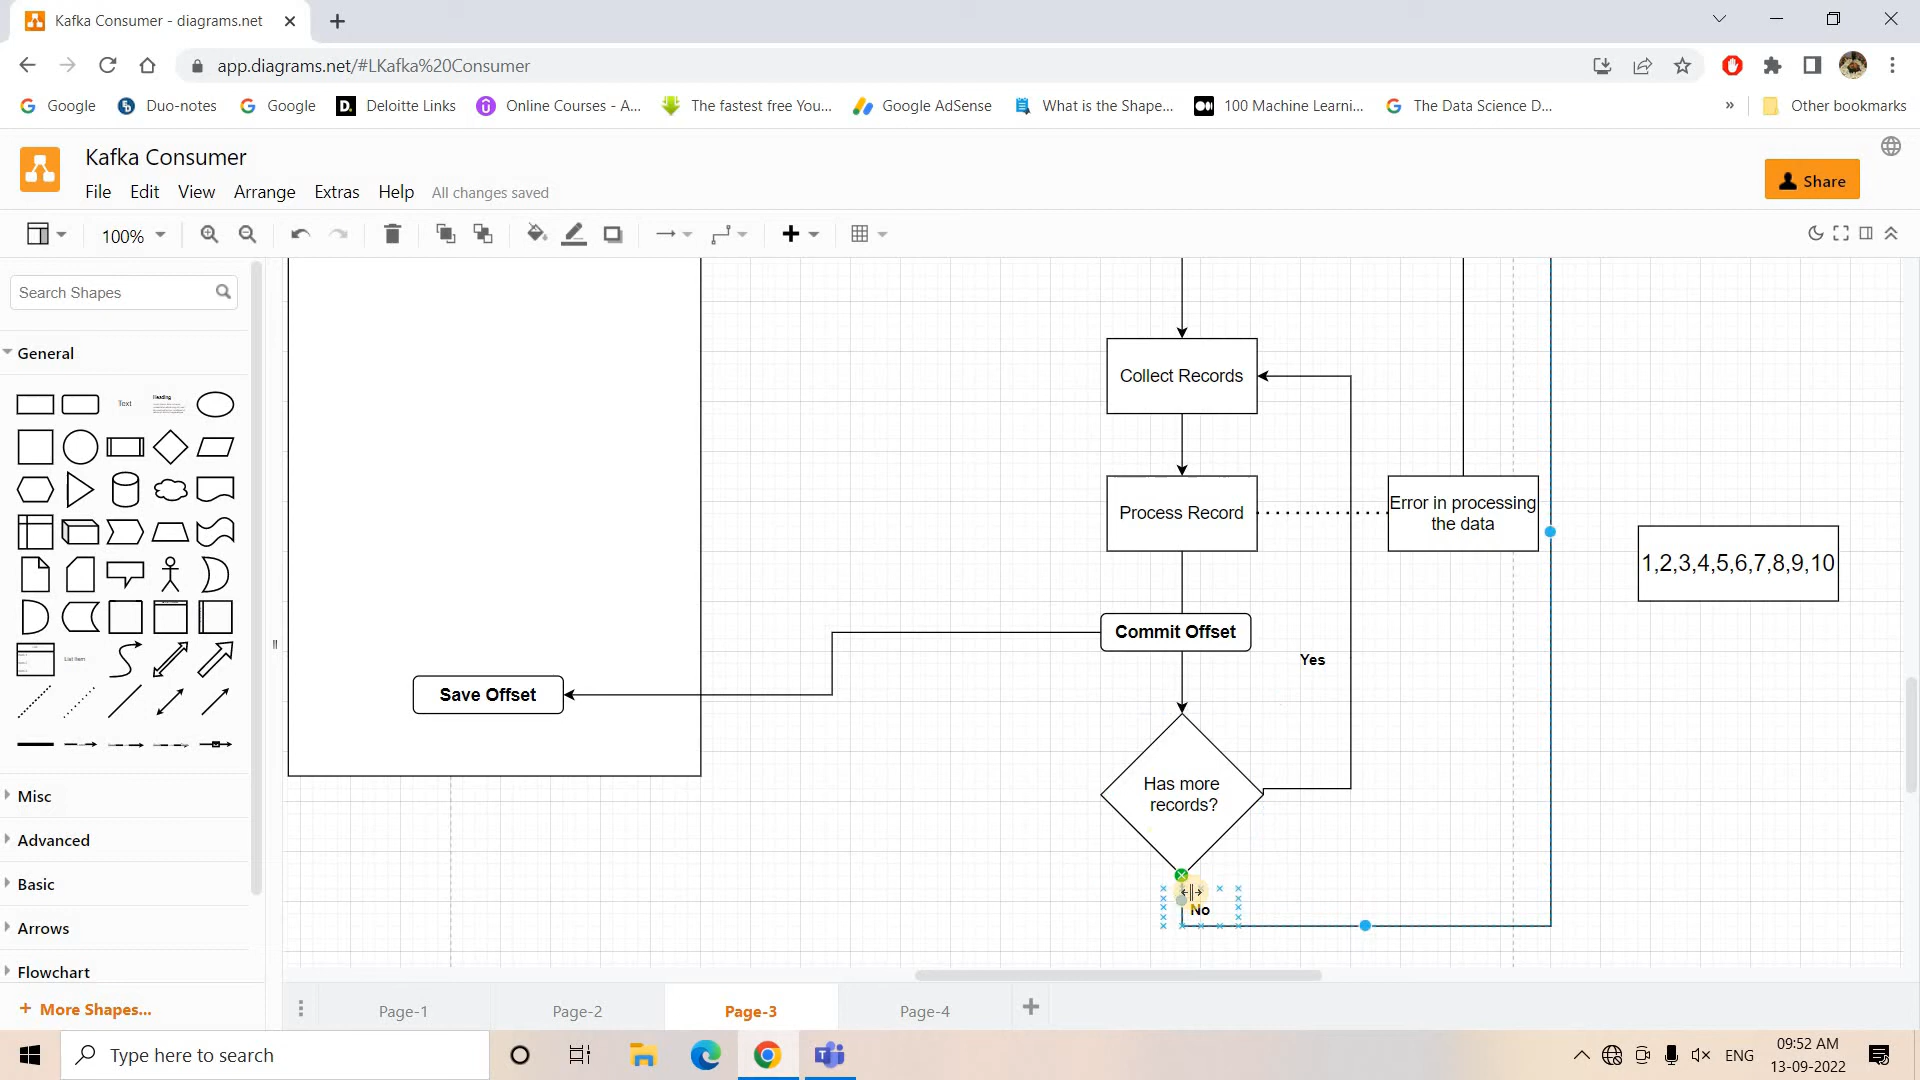 Kafka Consumer - diagrams.net
app.diagrams.net/#LKafka%20Consumer
Google
Duo-notes
Google
Deloitte Links
Online Courses - A...
The fastest free You...
Google AdSense
What is the Shape...
100 Machine Learni...
The Data Science D...
»
Other bookmarks
Kafka Consumer
File
Edit
View
Arrange
Extras
Help
All changes saved
Share
100%
Search Shapes
General
Text
Heading
List Item
Misc
Advanced
Basic
Arrows
Flowchart
+ More Shapes...
Collect Records
Process Record
Error in processing
the data
1,2,3,4,5,6,7,8,9,10
Commit Offset
Yes
Save Offset
Has more
records?
No
Page-1
Page-2
Page-3
Page-4
Type here to search
ENG
09:52 AM
13-09-2022